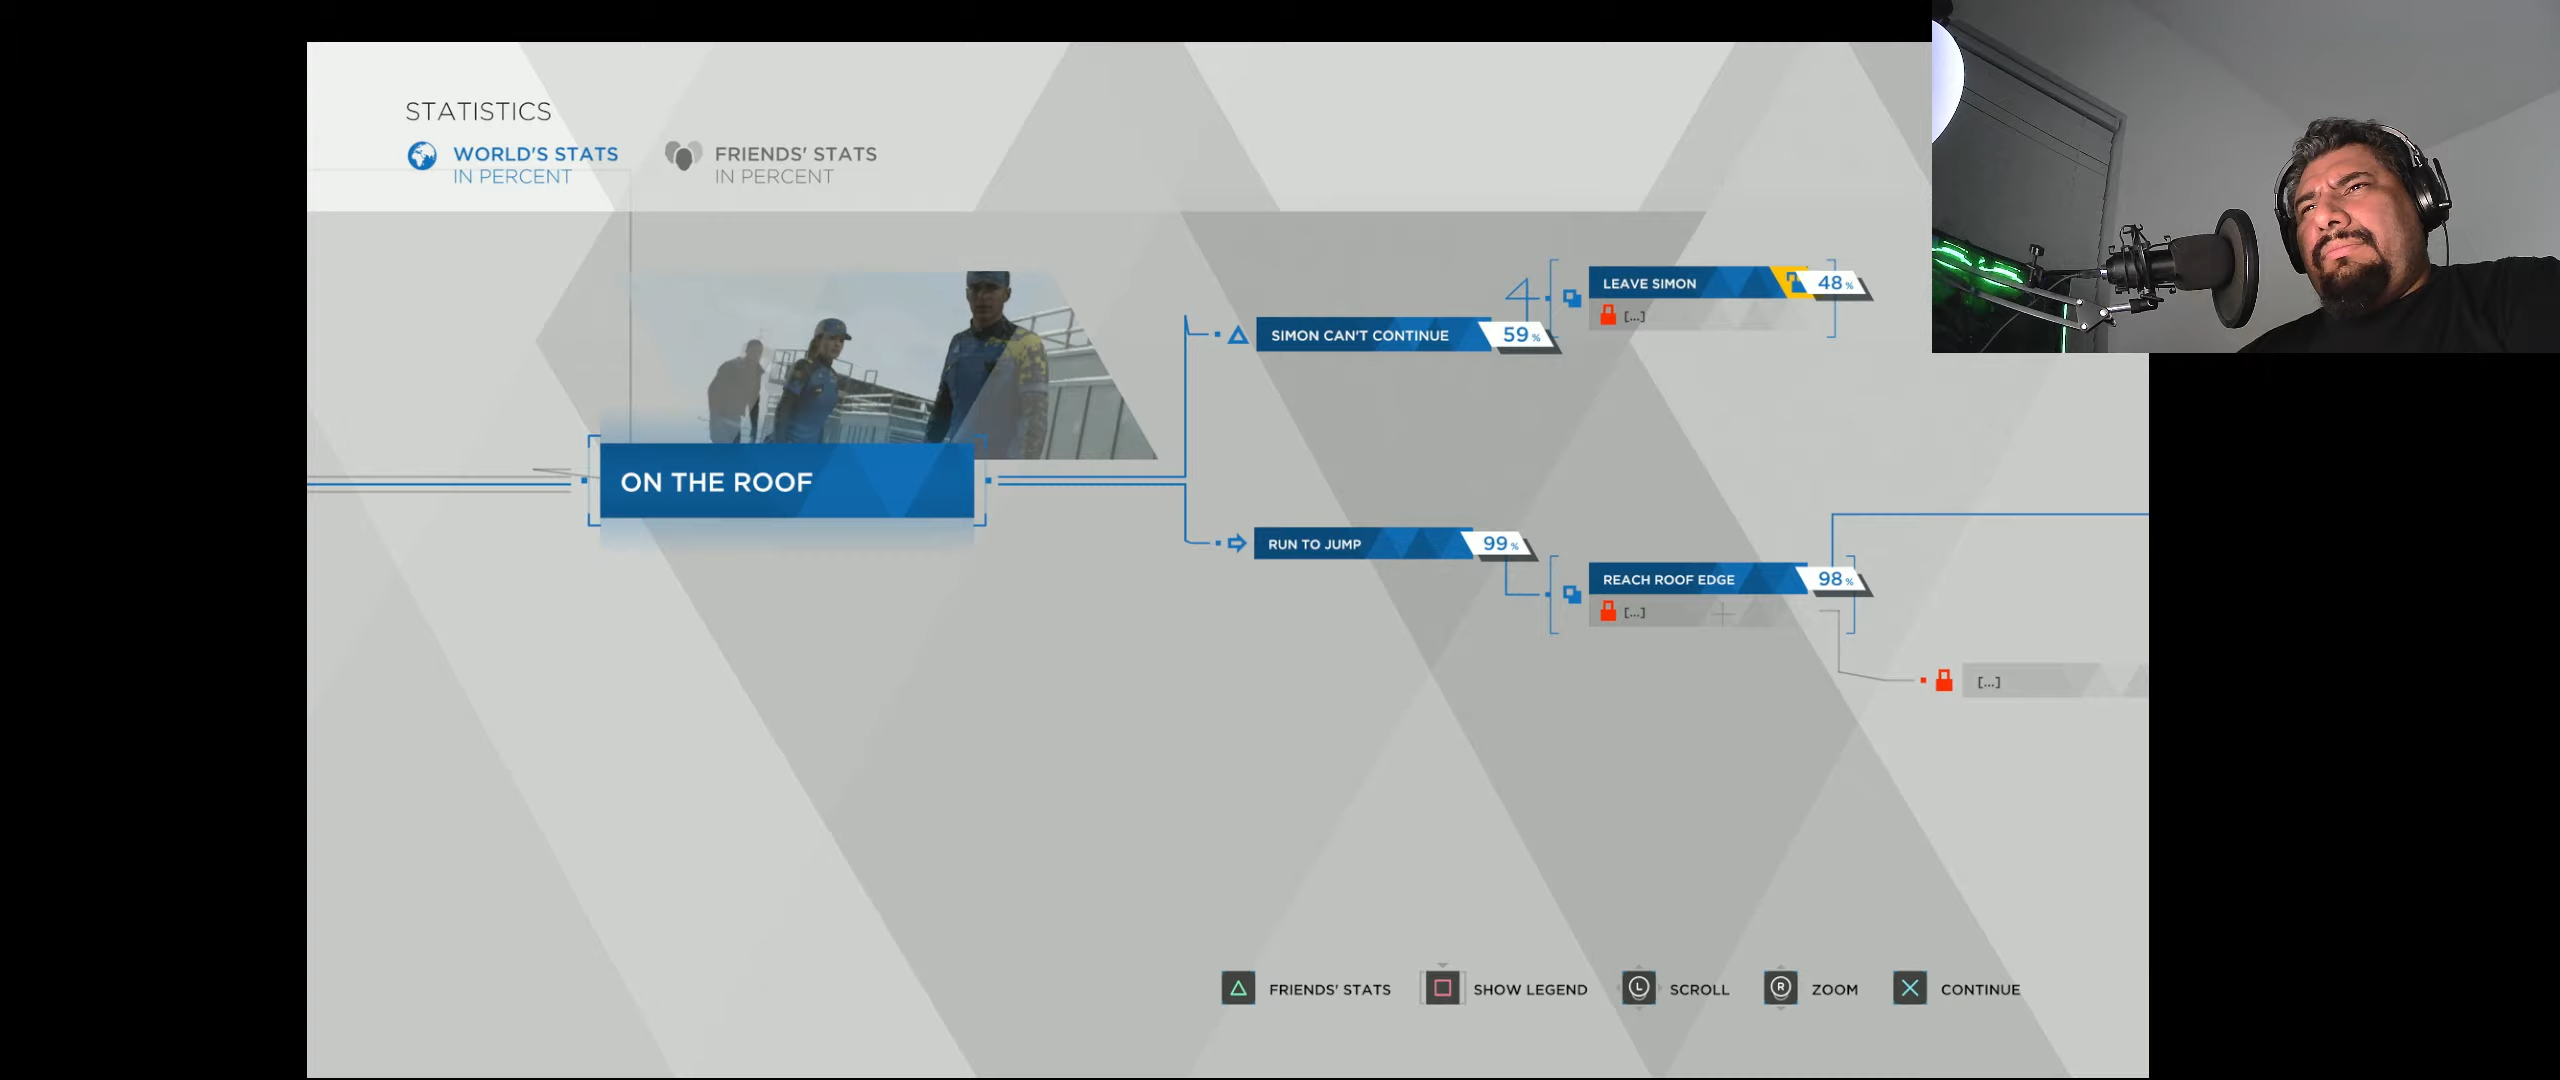 STATISTICS
WORLD'S STATS
IN PERCENT
FRIENDS' STATS
IN PERCENT
LEAVE SIMON
48%
[...]
SIMON CAN'T CONTINUE
59%
ON THE ROOF
RUN TO JUMP
99%
REACH ROOF EDGE
98%
[...]
[...]
FRIENDS' STATS
SHOW LEGEND
L
SCROLL
R
ZOOM
CONTINUE